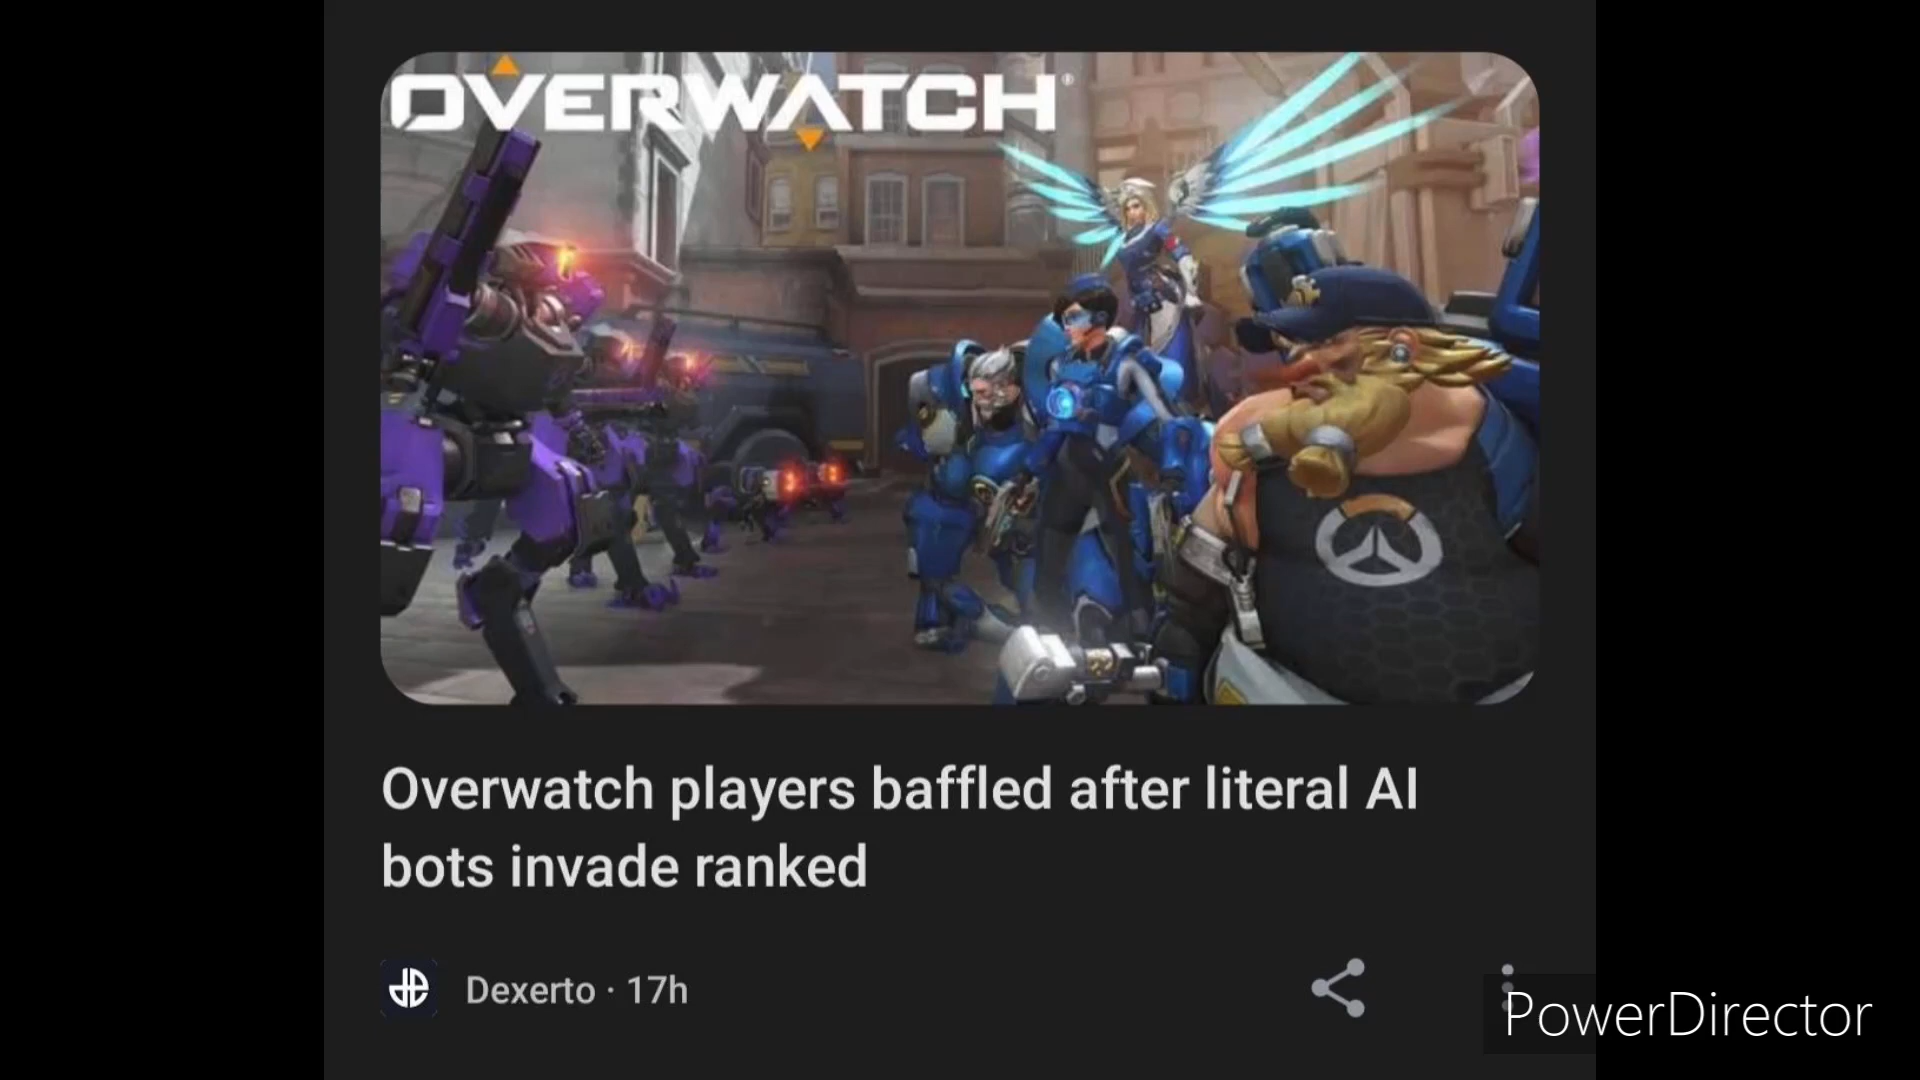 OVERWATCH
Overwatch players baffled after literal AI
bots invade ranked
Dexerto · 17h
PowerDirector